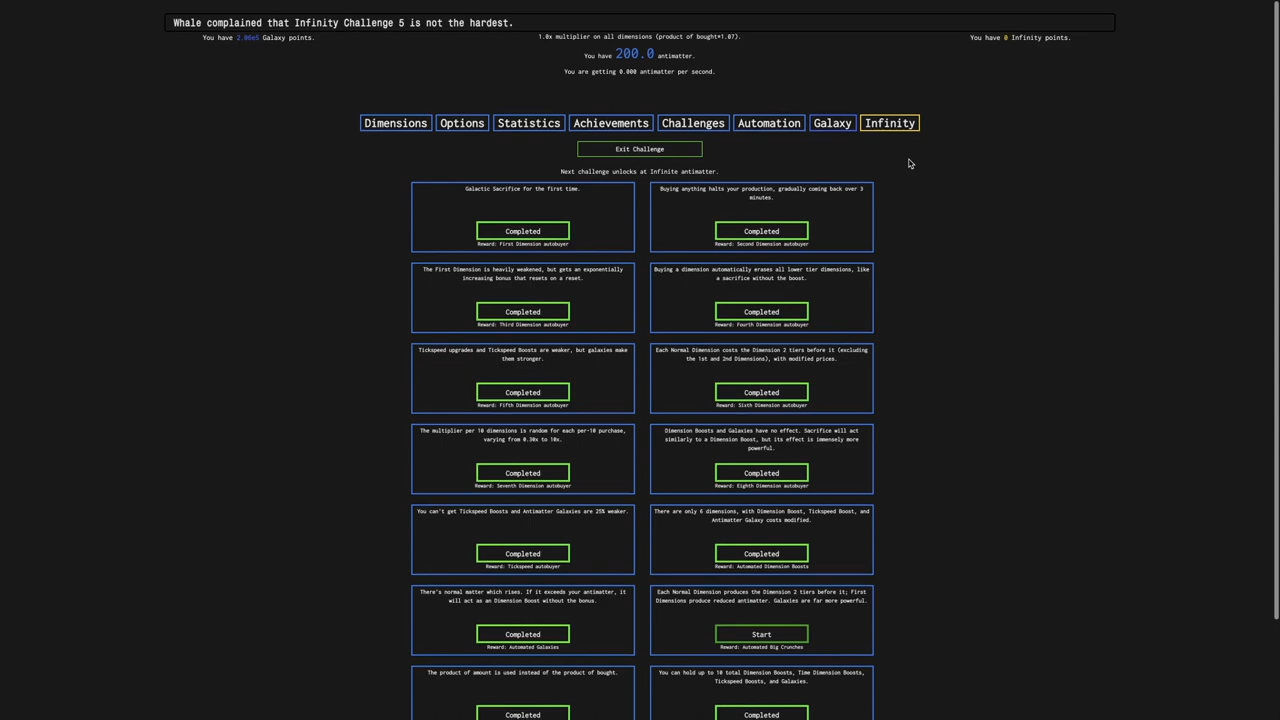 Whale complained that Infinity Challenge 5 is not the hardest.
You have 2.06e5 Galaxy points.
1.0x multiplier on all dimensions (product of bought*1.07).
You have 0 Infinity points.
You have 200.0 antimatter.
You are getting 0.000 antimatter per second.
Dimensions Options Statistics Achievements Challenges Automation Galaxy Infinity
Exit Challenge
Next challenge unlocks at Infinite antimatter.
Galactic Sacrifice for the first time.
Completed
Reward: First Dimension autobuyer
Buying anything halts your production, gradually coming back over 3
minutes.
Completed
Reward: Second Dimension autobuyer
The First Dimension is heavily weakened, but gets an exponentially
increasing bonus that resets on a reset.
Completed
Reward: Third Dimension autobuyer
Buying a dimension automatically erases all lower tier dimensions, like
a sacrifice without the boost.
Completed
Reward: Fourth Dimension autobuyer
Tickspeed upgrades and Tickspeed Boosts are weaker, but galaxies make
them stronger.
Completed
Reward: Fifth Dimension autobuyer
Each Normal Dimension costs the Dimension 2 tiers before it (excluding
the 1st and 2nd Dimensions), with modified prices.
Completed
Reward: Sixth Dimension autobuyer
The multiplier per 10 dimensions is random for each per-10 purchase,
varying from 0.30x to 10x.
Completed
Reward: Seventh Dimension autobuyer
Dimension Boosts and Galaxies have no effect. Sacrifice will act
similarly to a Dimension Boost, but its effect is immensely more
powerful.
Completed
Reward: Eighth Dimension autobuyer
You can't get Tickspeed Boosts and Antimatter Galaxies are 25% weaker.
Completed
Reward: Tickspeed autobuyer
There are only 6 dimensions, with Dimension Boost, Tickspeed Boost, and
Antimatter Galaxy costs modified.
Completed
Reward: Automated Dimension Boosts
There's normal matter which rises. If it exceeds your antimatter, it
will act as an Dimension Boost without the bonus.
Completed
Reward: Automated Galaxies
Each Normal Dimension produces the Dimension 2 tiers before it; First
Dimensions produce reduced antimatter. Galaxies are far more powerful.
Start
Reward: Automated Big Crunches
The product of amount is used instead of the product of bought.
Completed
You can hold up to 10 total Dimension Boosts, Time Dimension Boosts,
Tickspeed Boosts, and Galaxies.
Completed